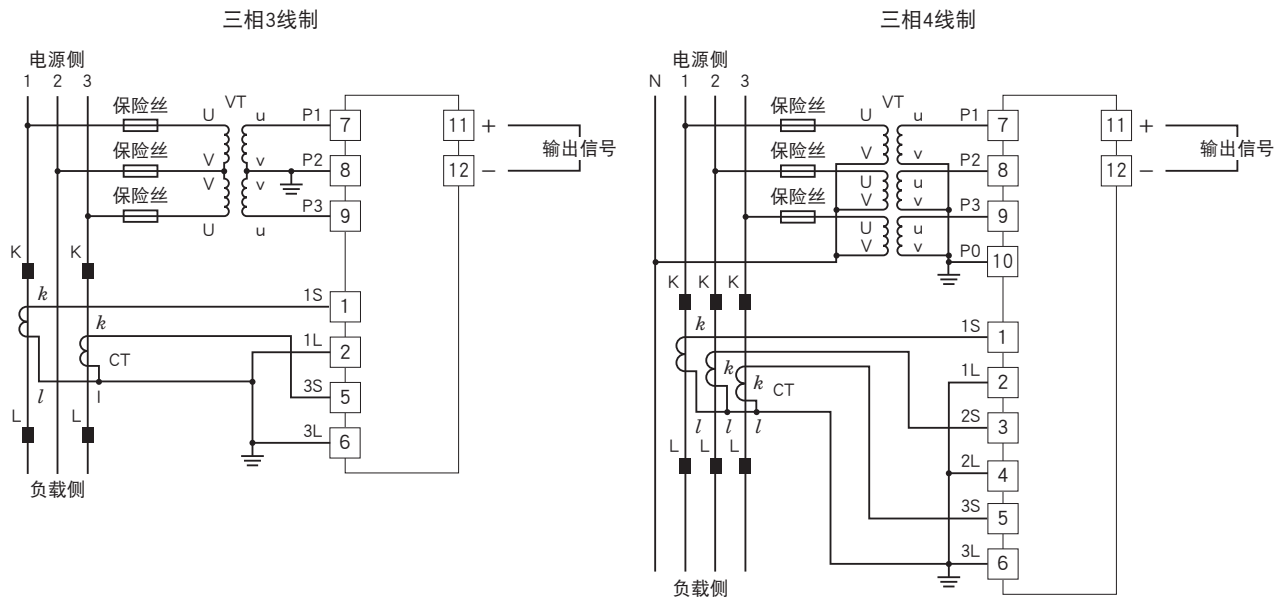 三相3线制
电源侧
1 2 3
保险丝 U VT u P1 7 11 +
保险丝 V v P2 8 12 − 输出信号
保险丝 V v
U u P3 9
K K
k 1S 1
k
CT 1L 2
l l 3S 5
L L
3L 6
负载侧
三相4线制
电源侧
N 1 2 3
保险丝 U VT u P1 7 11 +
V v
保险丝 U u P2 8 12 − 输出信号
V v
保险丝 P3 9
U u
V v P0 10
K K K
k 1S 1
k k CT 1L 2
l l l 2S 3
L L L
2L 4
3S 5
3L 6
负载侧